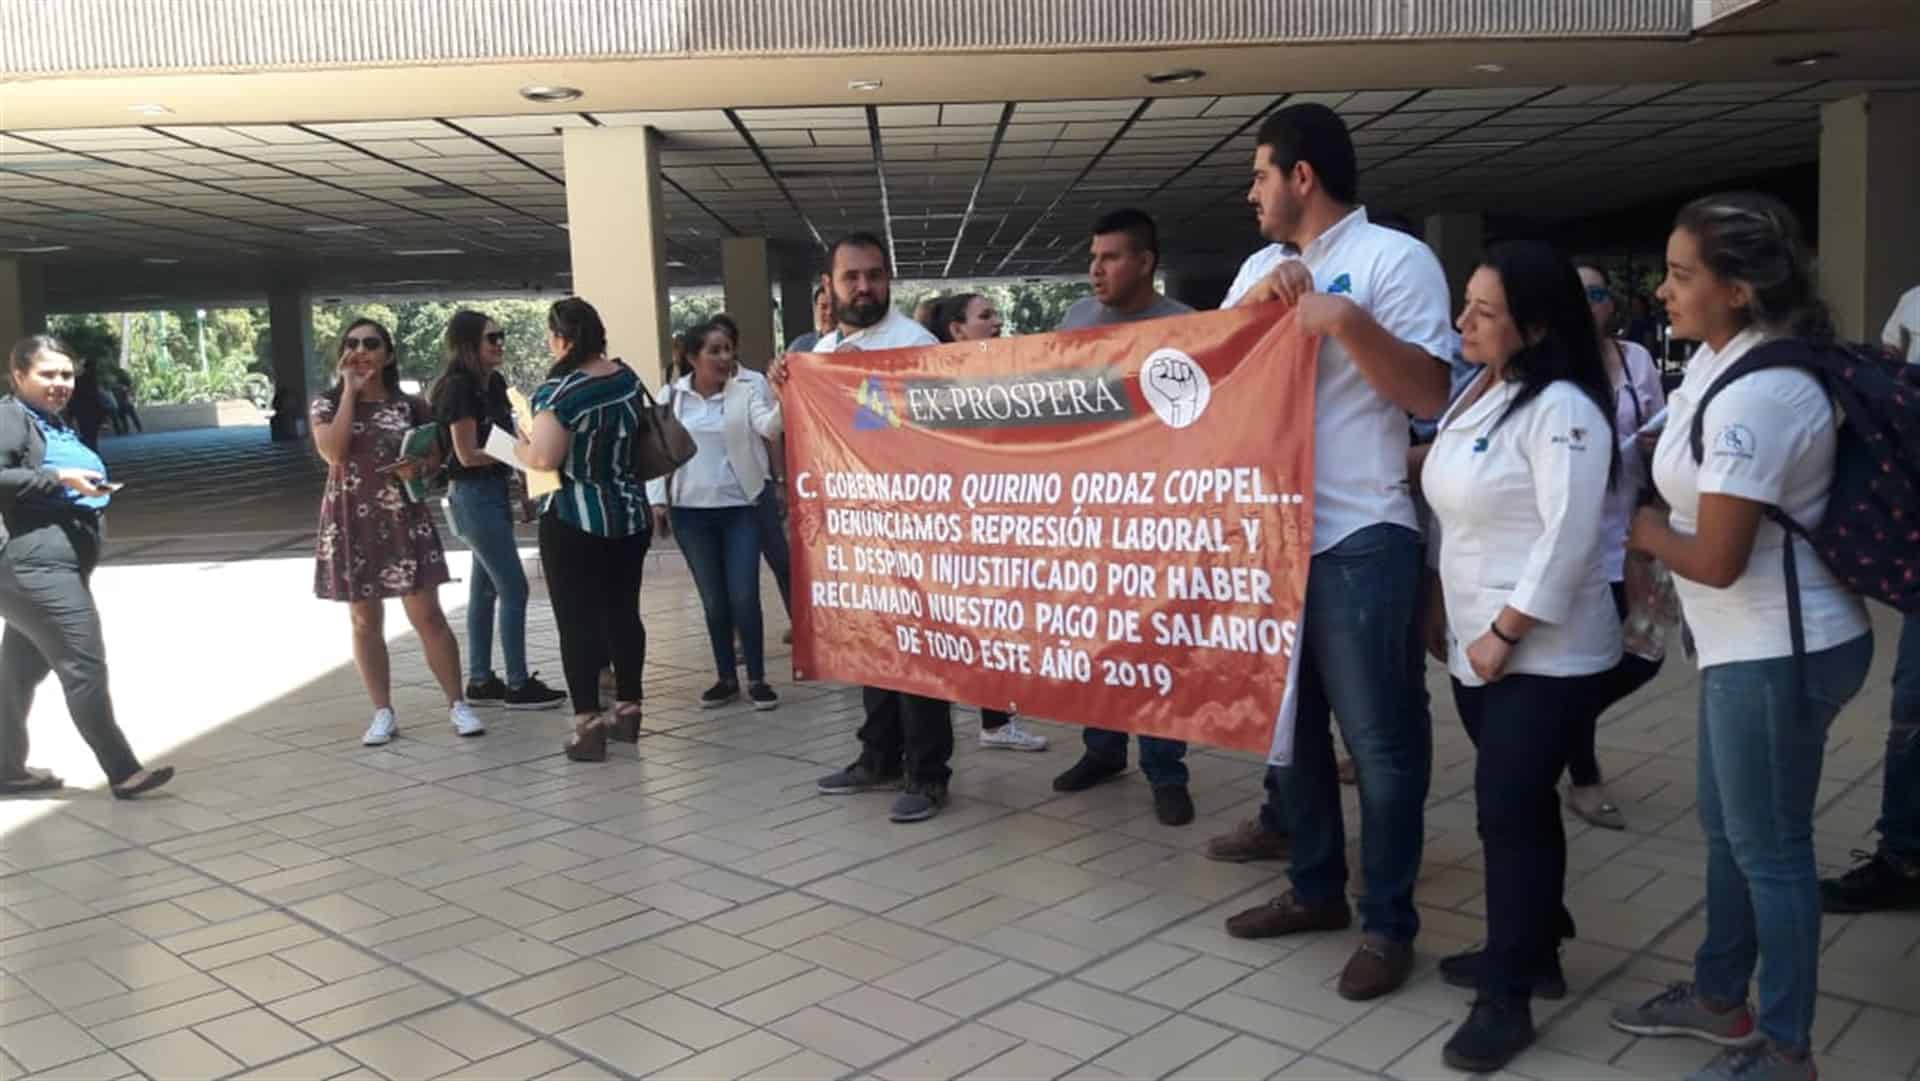 EX-PROSPERA
C. GOBERNADOR QUIRINO ORDAZ COPPEL...
DENUNCIAMOS REPRESIÓN LABORAL Y
EL DESPIDO INJUSTIFICADO POR HABER
RECLAMADO NUESTRO PAGO DE SALARIOS
DE TODO ESTE AÑO 2019